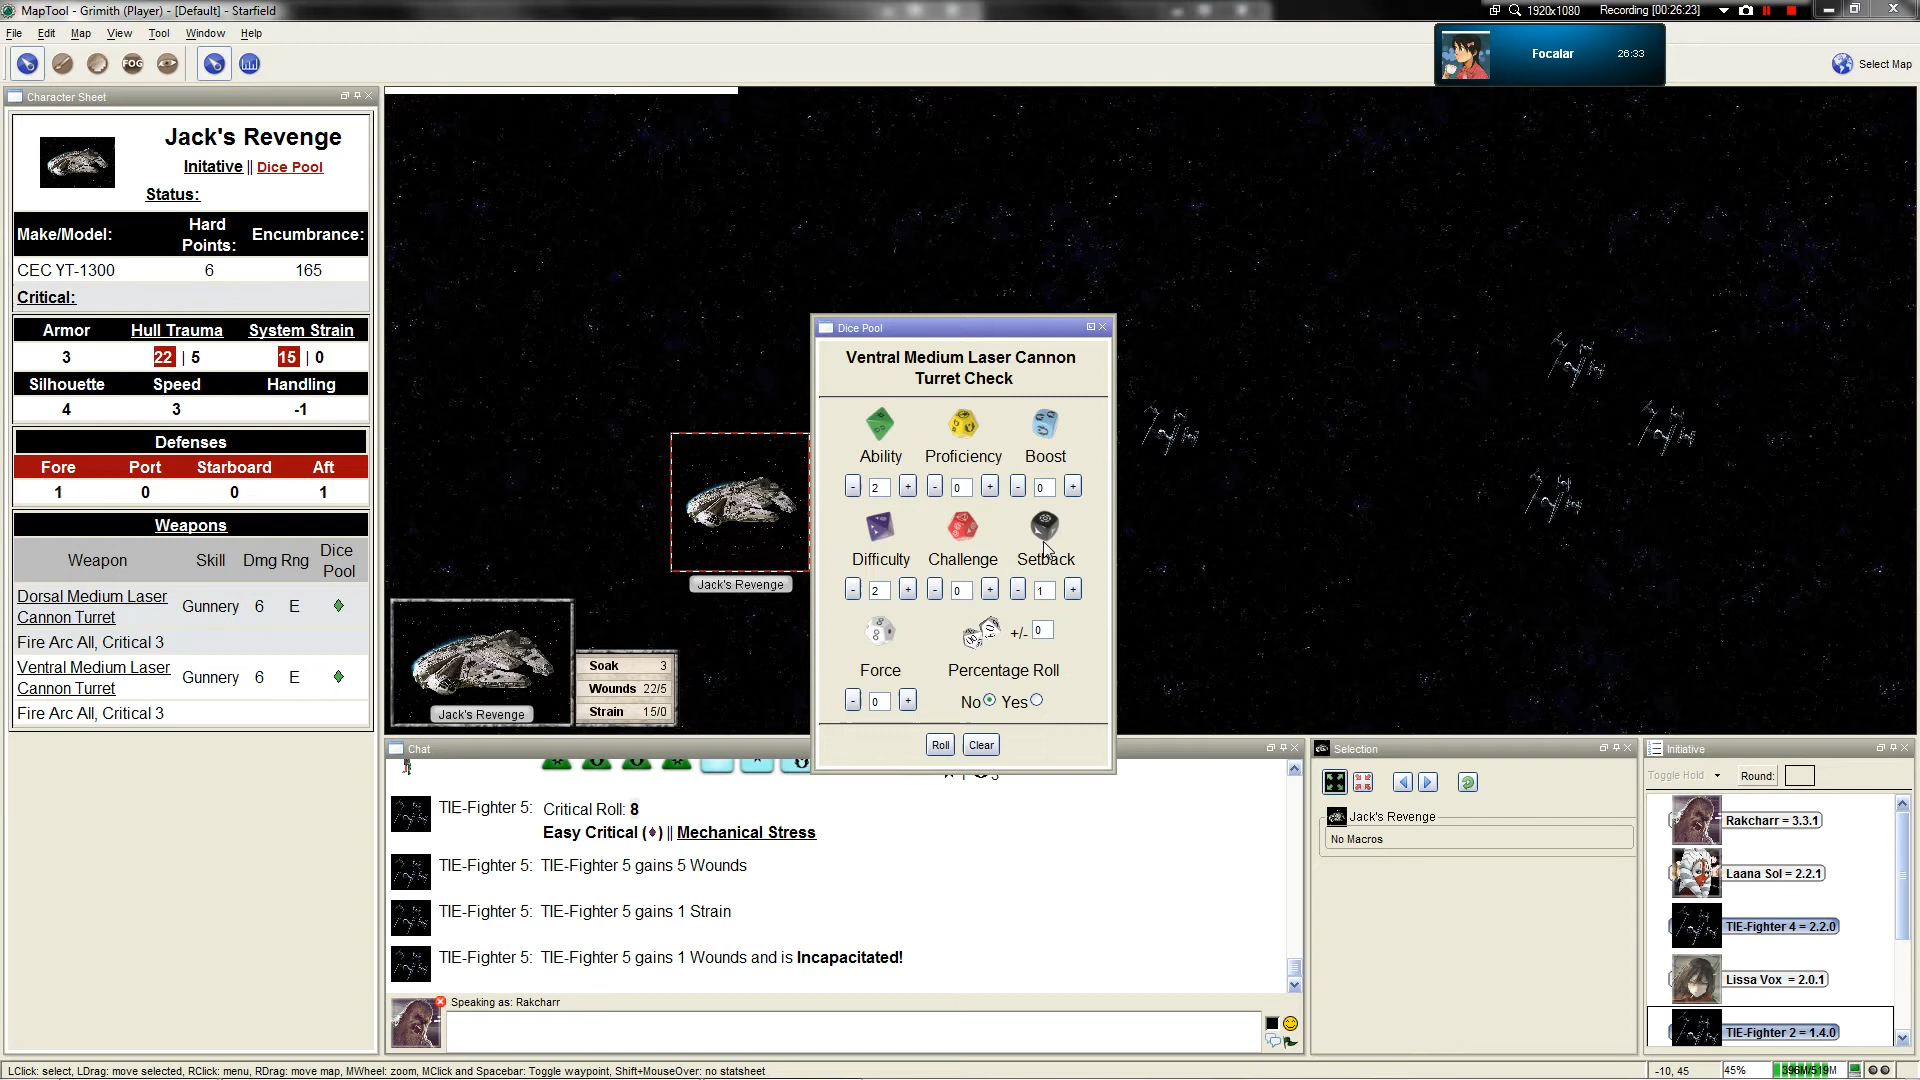 MapTool - Grimith (Player) - [Default] - Starfield
1920x1080
Recording [00:26:23]
File Edit Map View Tool Window Help
FOG
Focalar
26:33
Select Map
Character Sheet
Jack's Revenge
Initative || Dice Pool
Status:
Make/Model:
Hard Points:
Encumbrance:
CEC YT-1300
6
165
Critical:
Armor
Hull Trauma
System Strain
3
22 | 5
15 | 0
Silhouette
Speed
Handling
4
3
-1
Defenses
Fore
Port
Starboard
Aft
1
0
0
1
Weapons
Weapon
Skill
Dmg
Rng
Dice Pool
Dorsal Medium Laser Cannon Turret
Gunnery
6
E
Fire Arc All, Critical 3
Ventral Medium Laser Cannon Turret
Gunnery
6
E
Fire Arc All, Critical 3
Jack's Revenge
Jack's Revenge
Soak 3
Wounds 22/5
Strain 15/0
Dice Pool
Ventral Medium Laser Cannon
Turret Check
Ability
Proficiency
Boost
- 2 +
- 0 +
- 0 +
Difficulty
Challenge
Setback
- 2 +
- 0 +
- 1 +
+/- 0
Force
Percentage Roll
- 0 +
No
Yes
Roll
Clear
Chat
TIE-Fighter 5: Critical Roll: 8
Easy Critical (♦) || Mechanical Stress
TIE-Fighter 5: TIE-Fighter 5 gains 5 Wounds
TIE-Fighter 5: TIE-Fighter 5 gains 1 Strain
TIE-Fighter 5: TIE-Fighter 5 gains 1 Wounds and is Incapacitated!
Speaking as: Rakcharr
Selection
Jack's Revenge
No Macros
Initiative
Toggle Hold
Round:
Rakcharr = 3.3.1
Laana Sol = 2.2.1
TIE-Fighter 4 = 2.2.0
Lissa Vox = 2.0.1
TIE-Fighter 2 = 1.4.0
LClick: select, LDrag: move selected, RClick: menu, RDrag: move map, MWheel: zoom, MClick and Spacebar: Toggle waypoint, Shift+MouseOver: no statsheet
-10, 45
45%
396M/519M